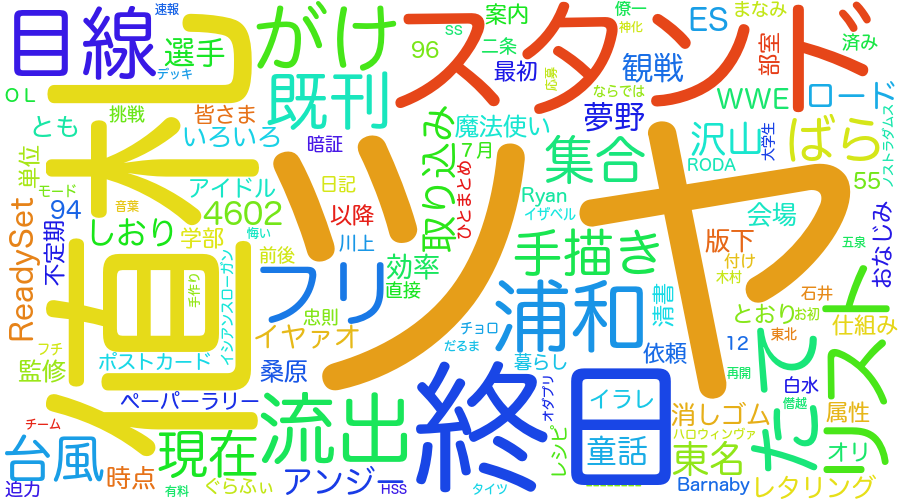 目線
がけ
スタンド
ES
まなみ
速報
デッキ
選手
96
SS
二条
案内
僚一
神化
済み
部室
OL
挑戦
既刊
最初
応募
観戦
WWE
ロープ。
ならでは
皆さま
とも
いろいろ
暗証
7月
魔法使い
夢野
沢山
大学生
ばら
ノストラダムス
単位
モード
アイドル
日記
取り込み
ひとまとめ
集合
Ryan
イザベル
RODA
55
94
音葉
4602
以降
会場
おなじみ
ReadySet
不定期
しおり
学部
悔い
前後
川上
値札
ツヤ
手描き
版下
付け
五泉
木村
手作り
イシアンスローガン
フリ
効率
直接
浦和
清書
とおり
お初
石井
仕組み
リスト
フチ
監修
ポストカード
忠則
イヤァオ
チョロ
だるま
暮らし
依頼
12
東北
再開
たて
白水
桑原
ペーパーラリー
チーム
終日
オダプリ
イラレ
消しゴム
僭越
属性
台風
現在
流出
レシピ
童話
ハロウィンヴァ
東名
オリ
迫力
時点
有料
ぐらふぃ
アンジー
HSS
タイツ
Barnaby
レタリング